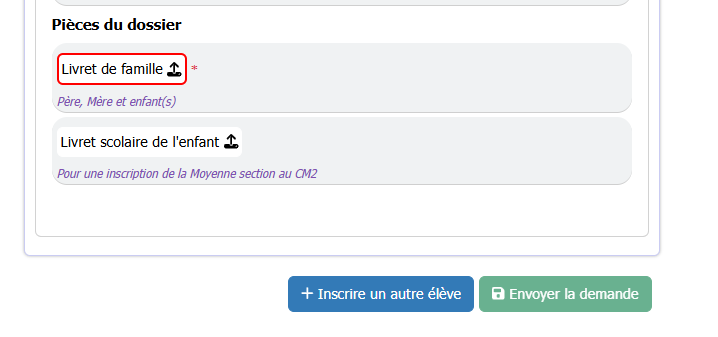 Pièces du dossier
Livret de famille *
Père, Mère et enfant(s)
Livret scolaire de l'enfant
Pour une inscription de la Moyenne section au CM2
+ Inscrire un autre élève
Envoyer la demande